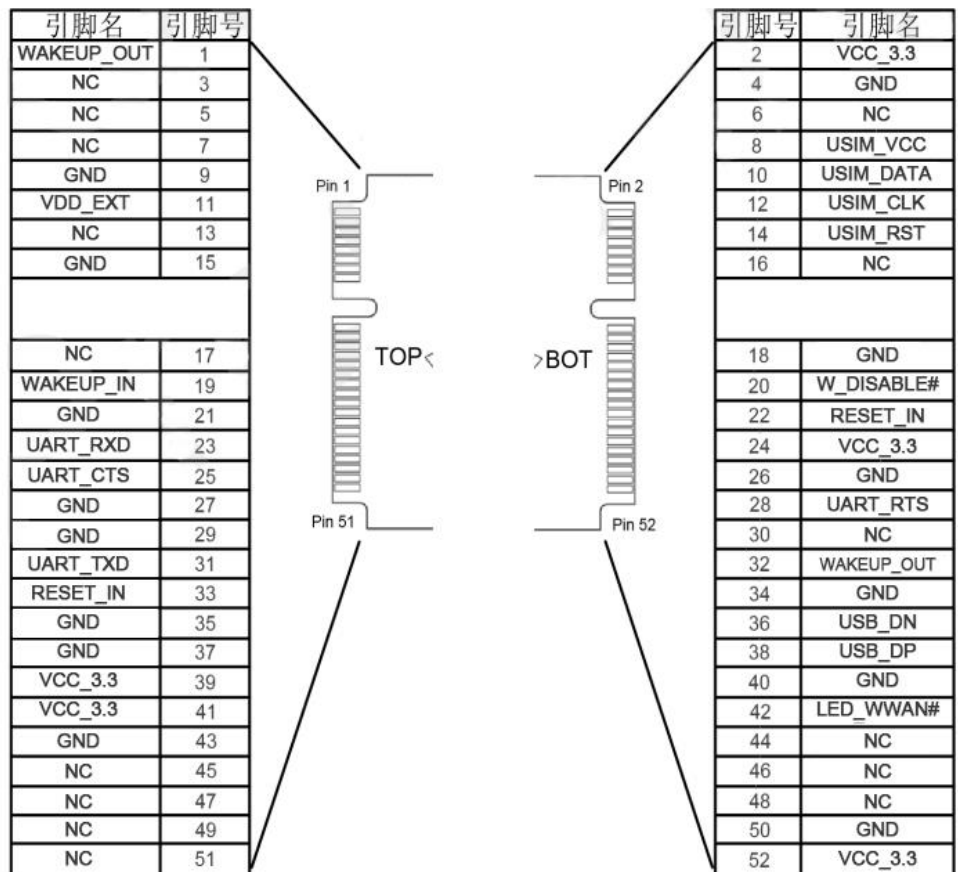 引脚名 引脚号 引脚号 引脚名
WAKEUP_OUT 1 2 VCC_3.3
NC 3 4 GND
NC 5 6 NC
NC 7 8 USIM_VCC
GND 9 10 USIM_DATA
VDD_EXT 11 12 USIM_CLK
NC 13 14 USIM_RST
GND 15 16 NC
Pin 1 Pin 2
TOP< >BOT
NC 17 18 GND
WAKEUP_IN 19 20 W_DISABLE#
GND 21 22 RESET_IN
UART_RXD 23 24 VCC_3.3
UART_CTS 25 26 GND
GND 27 28 UART_RTS
GND 29 30 NC
Pin 51 Pin 52
UART_TXD 31 32 WAKEUP_OUT
RESET_IN 33 34 GND
GND 35 36 USB_DN
GND 37 38 USB_DP
VCC_3.3 39 40 GND
VCC_3.3 41 42 LED_WWAN#
GND 43 44 NC
NC 45 46 NC
NC 47 48 NC
NC 49 50 GND
NC 51 52 VCC_3.3